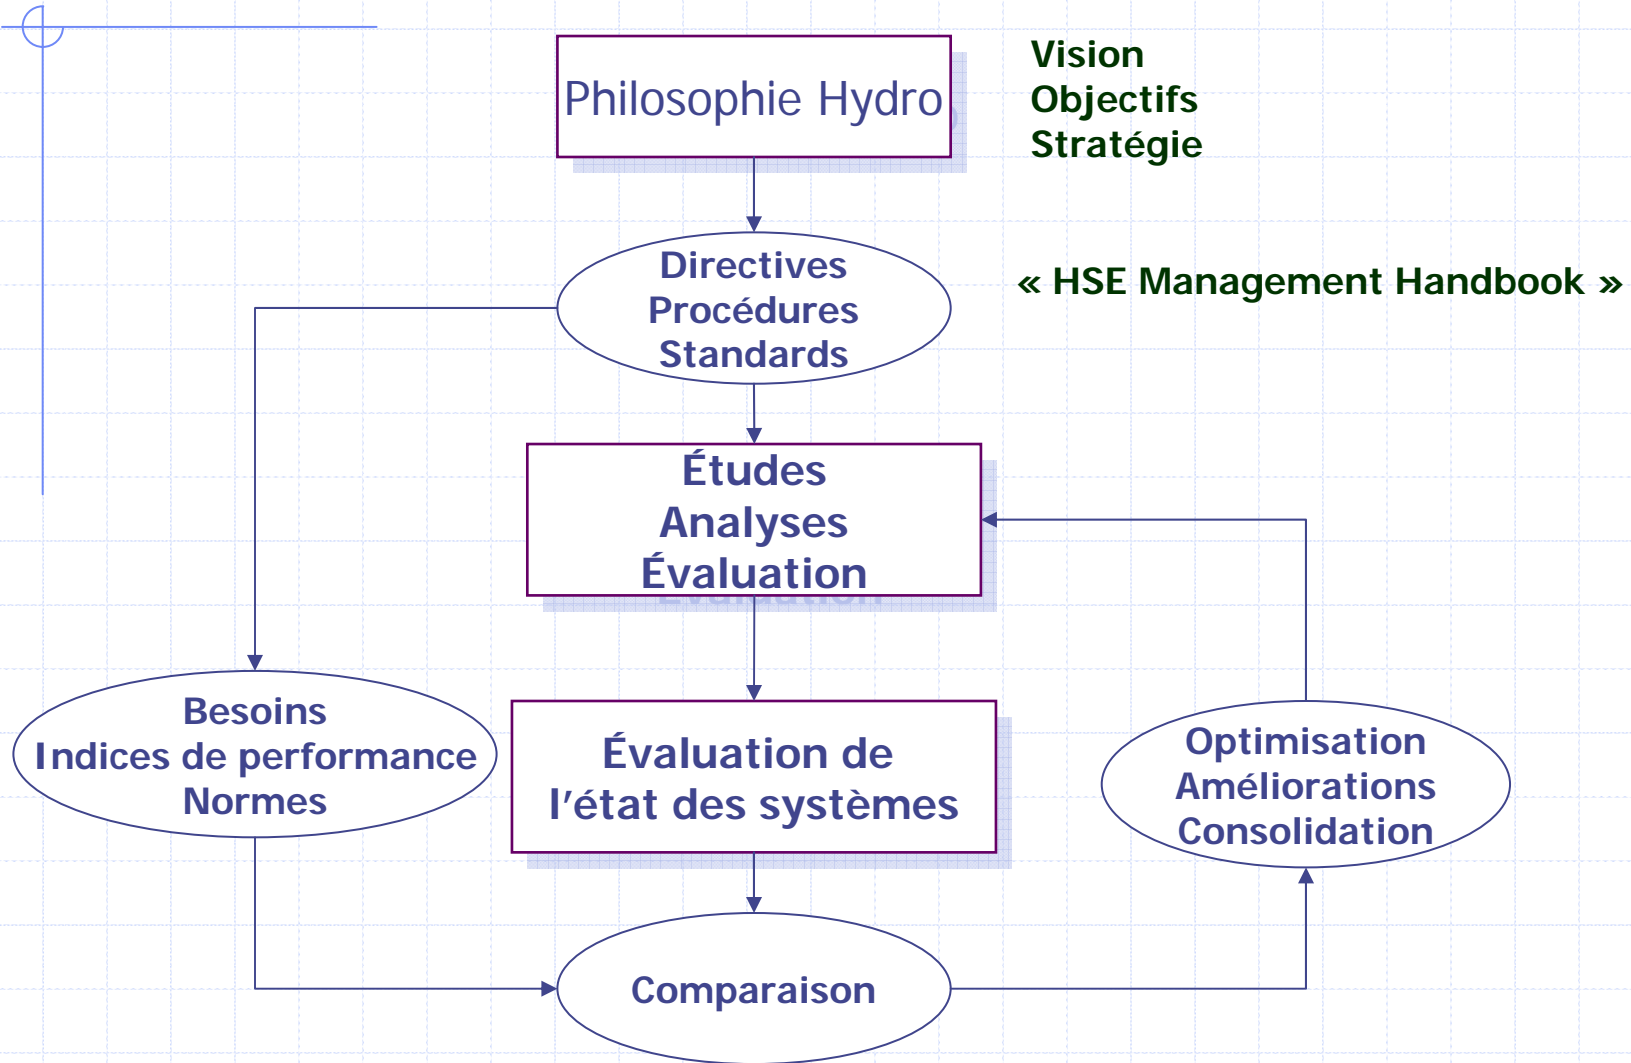 Philosophie Hydro
Vision
Objectifs
Stratégie
Directives
Procédures
Standards
« HSE Management Handbook »
Études
Analyses
Évaluation
Besoins
Indices de performance
Normes
Évaluation de
l’état des systèmes
Optimisation
Améliorations
Consolidation
Comparaison